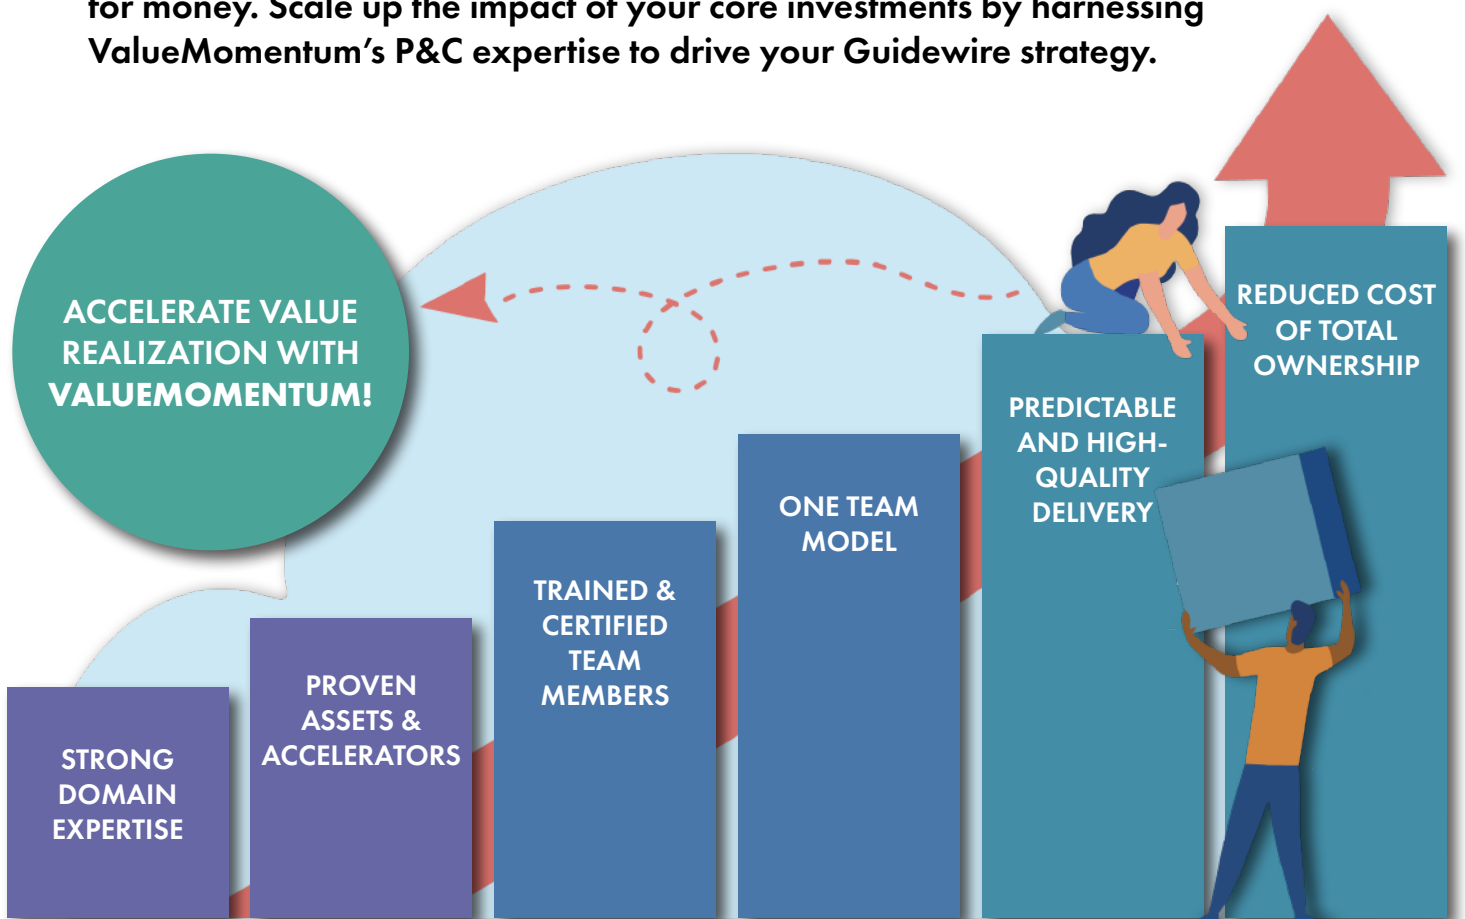 for money. Scale up the impact of your core investments by harnessing
ValueMomentum’s P&C expertise to drive your Guidewire strategy.
ACCELERATE VALUE
REALIZATION WITH
VALUEMOMENTUM!
STRONG
DOMAIN
EXPERTISE
PROVEN
ASSETS &
ACCELERATORS
TRAINED &
CERTIFIED
TEAM
MEMBERS
ONE TEAM
MODEL
PREDICTABLE
AND HIGH-
QUALITY
DELIVERY
REDUCED COST
OF TOTAL
OWNERSHIP